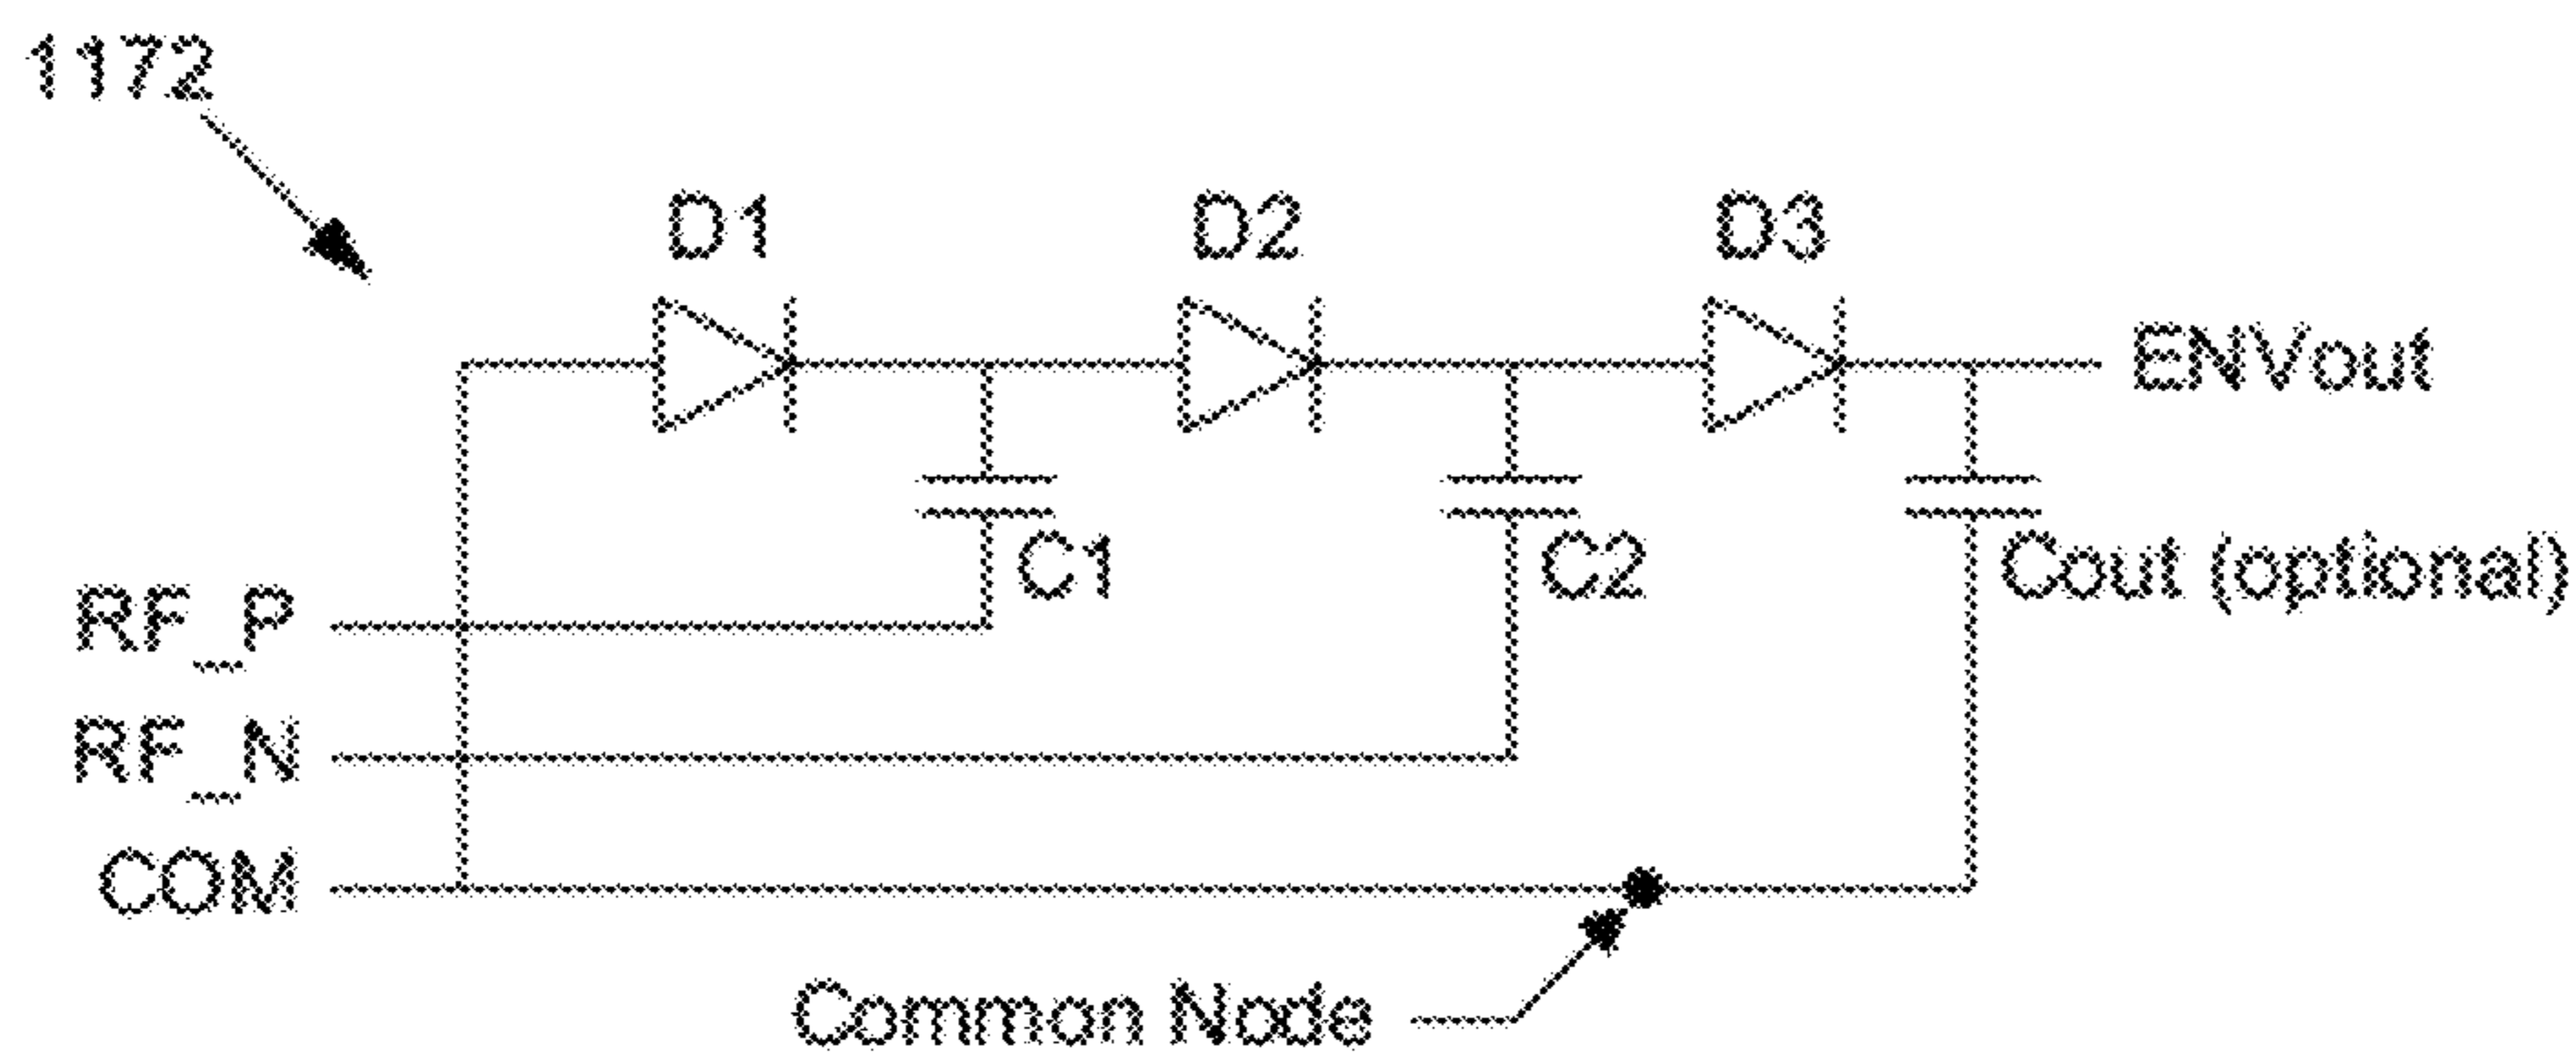 1172
D1 D2 D3
ENVout
C1 C2 Cout (optional)
RF_P
RF_N
COM
Common Node